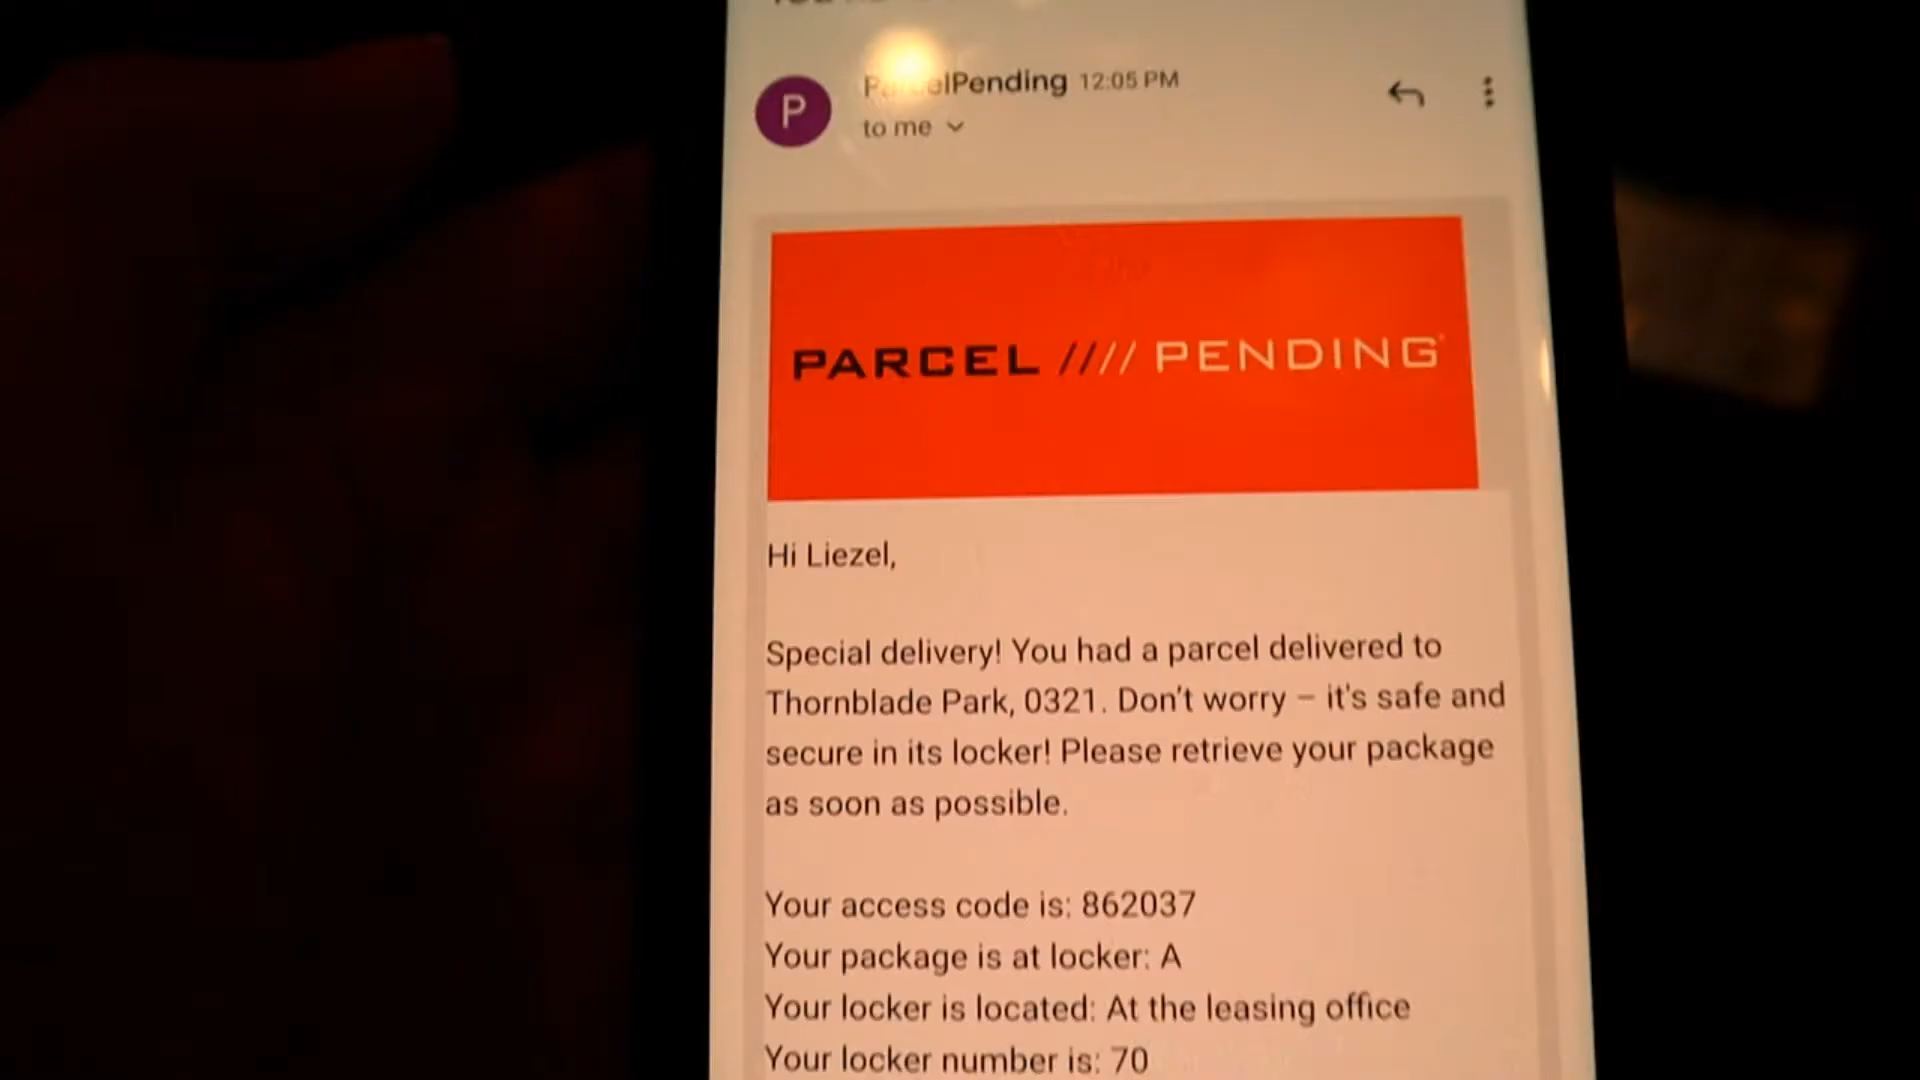 P
ParcelPending 12:05 PM
to me
PARCEL //// PENDING
Hi Liezel,
Special delivery! You had a parcel delivered to
Thornblade Park, 0321. Don't worry – it's safe and
secure in its locker! Please retrieve your package
as soon as possible.
Your access code is: 862037
Your package is at locker: A
Your locker is located: At the leasing office
Your locker number is: 70